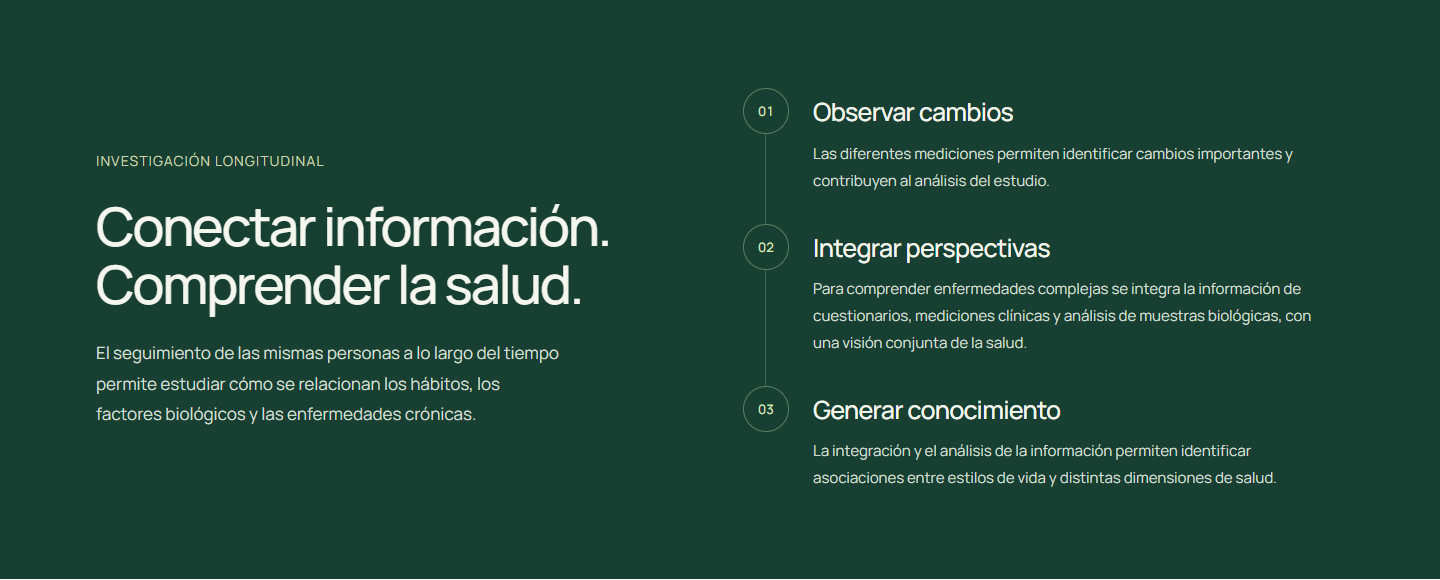 INVESTIGACIÓN LONGITUDINAL
Conectar información.
Comprender la salud.
El seguimiento de las mismas personas a lo largo del tiempo
permite estudiar cómo se relacionan los hábitos, los
factores biológicos y las enfermedades crónicas.
01
Observar cambios
Las diferentes mediciones permiten identificar cambios importantes y
contribuyen al análisis del estudio.
02
Integrar perspectivas
Para comprender enfermedades complejas se integra la información de
cuestionarios, mediciones clínicas y análisis de muestras biológicas, con
una visión conjunta de la salud.
03
Generar conocimiento
La integración y el análisis de la información permiten identificar
asociaciones entre estilos de vida y distintas dimensiones de salud.